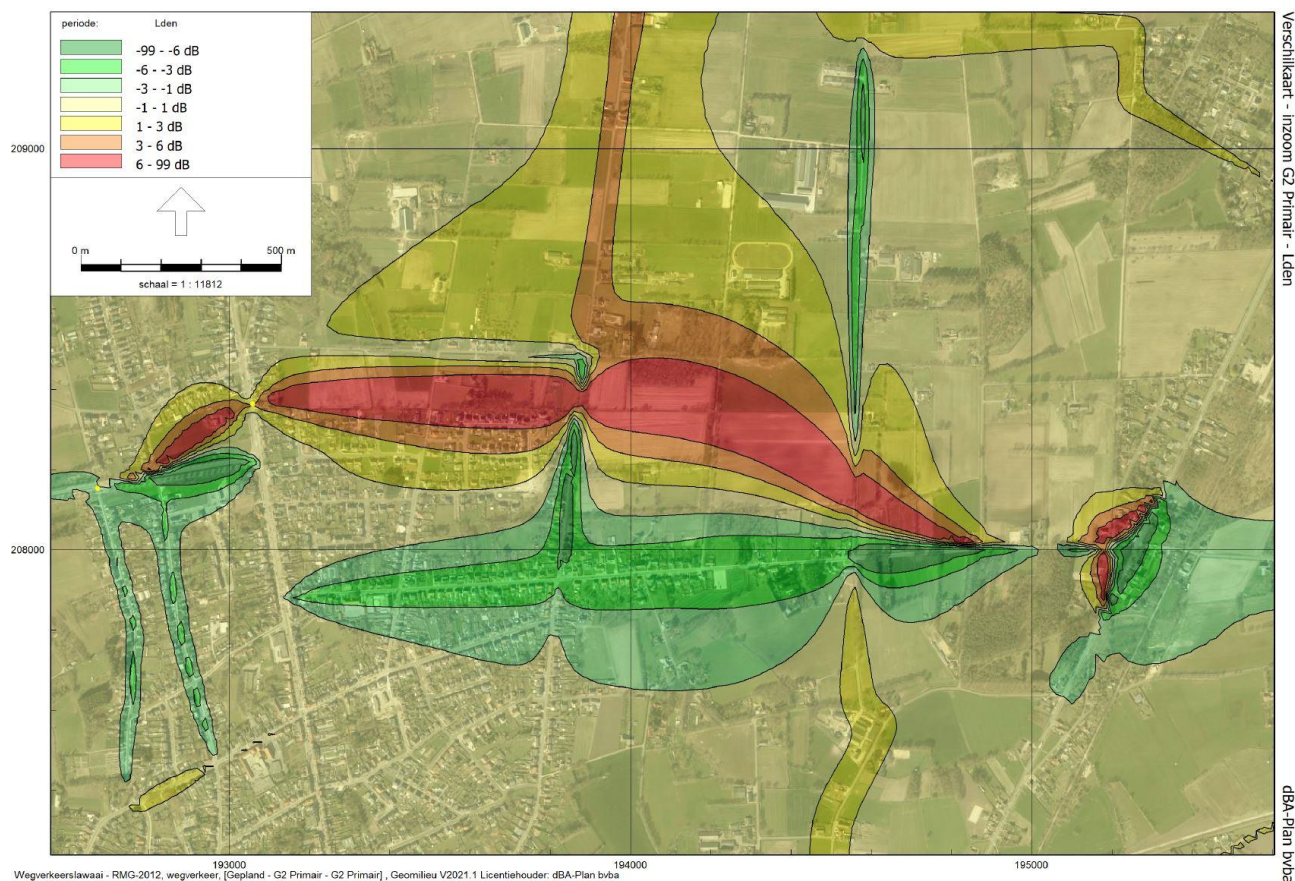 periode: Lden
-99 - -6 dB
-6 - -3 dB
-3 - -1 dB
-1 - 1 dB
1 - 3 dB
3 - 6 dB
6 - 99 dB
0 m 500 m
schaal = 1 : 11812
209000
208000
193000 194000 195000
Wegverkeerslawaai - RMG-2012, wegverkeer, [Gepland - G2 Primair - G2 Primair] , Geomilieu V2021.1 Licentiehouder: dBA-Plan bvba
Verschilkaart - inzoom G2 Primair - Lden
dBA-Plan bvba